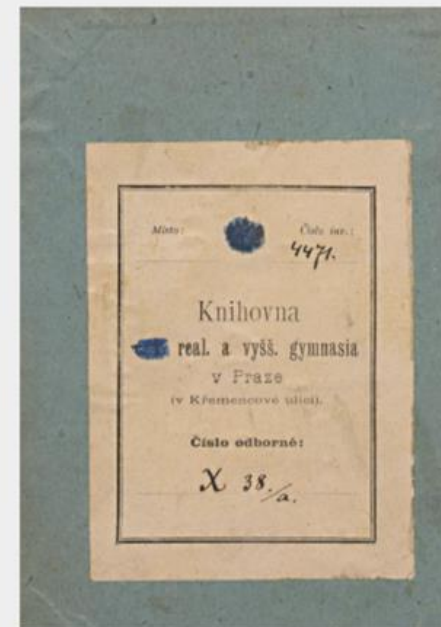 Místo:
Číslo inv.:
4471.
Knihovna
real. a vyšš. gymnasia
v Praze
(v Křemencové ulici).
Číslo odborné:
X 38./a.